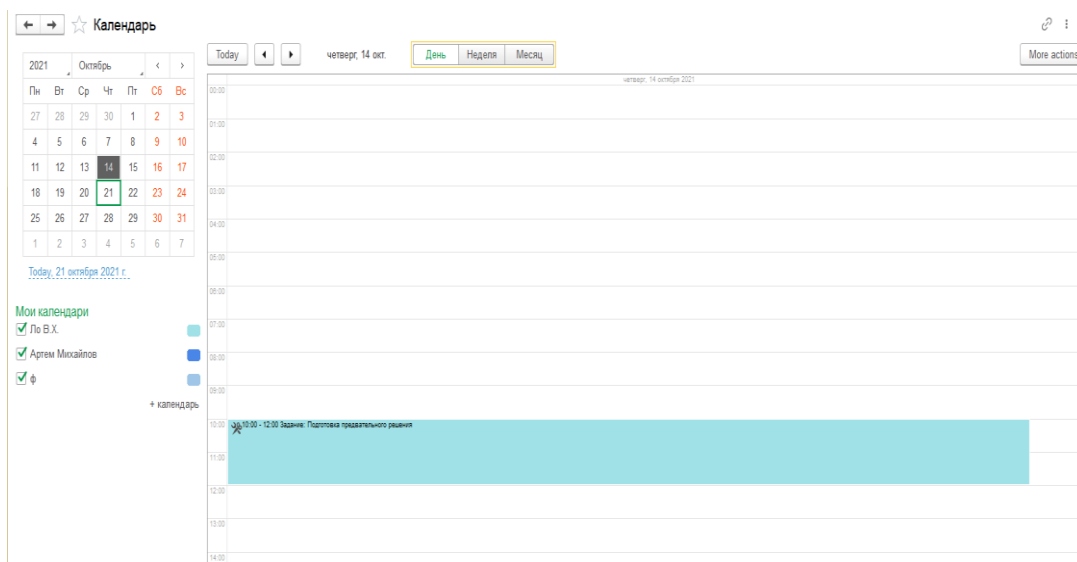 Календарь
Today четверг, 14 окт. День Неделя Месяц More actions
2021 Октябрь
Пн Вт Ср Чт Пт Сб Вс
27 28 29 30 1 2 3
4 5 6 7 8 9 10
11 12 13 14 15 16 17
18 19 20 21 22 23 24
25 26 27 28 29 30 31
1 2 3 4 5 6 7
Today, 21 октября 2021 г.
Мои календари
Ло В.Х.
Артем Михайлов
ф
+ календарь
четверг, 14 октября 2021
00:00
01:00
02:00
03:00
04:00
05:00
06:00
07:00
08:00
09:00
10:00 10:00 - 12:00 Задание: Подготовка предвательного решения
11:00
12:00
13:00
14:00